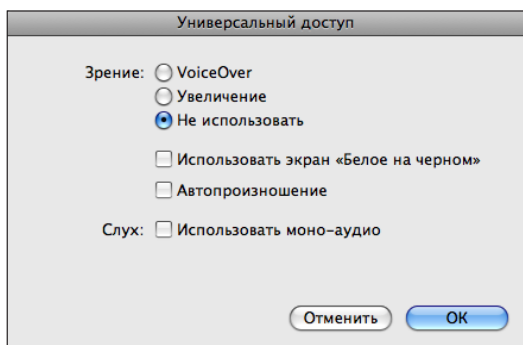 Универсальный доступ
Зрение: VoiceOver
Увеличение
Не использовать
Использовать экран «Белое на черном»
Автопроизношение
Слух: Использовать моно-аудио
Отменить OK